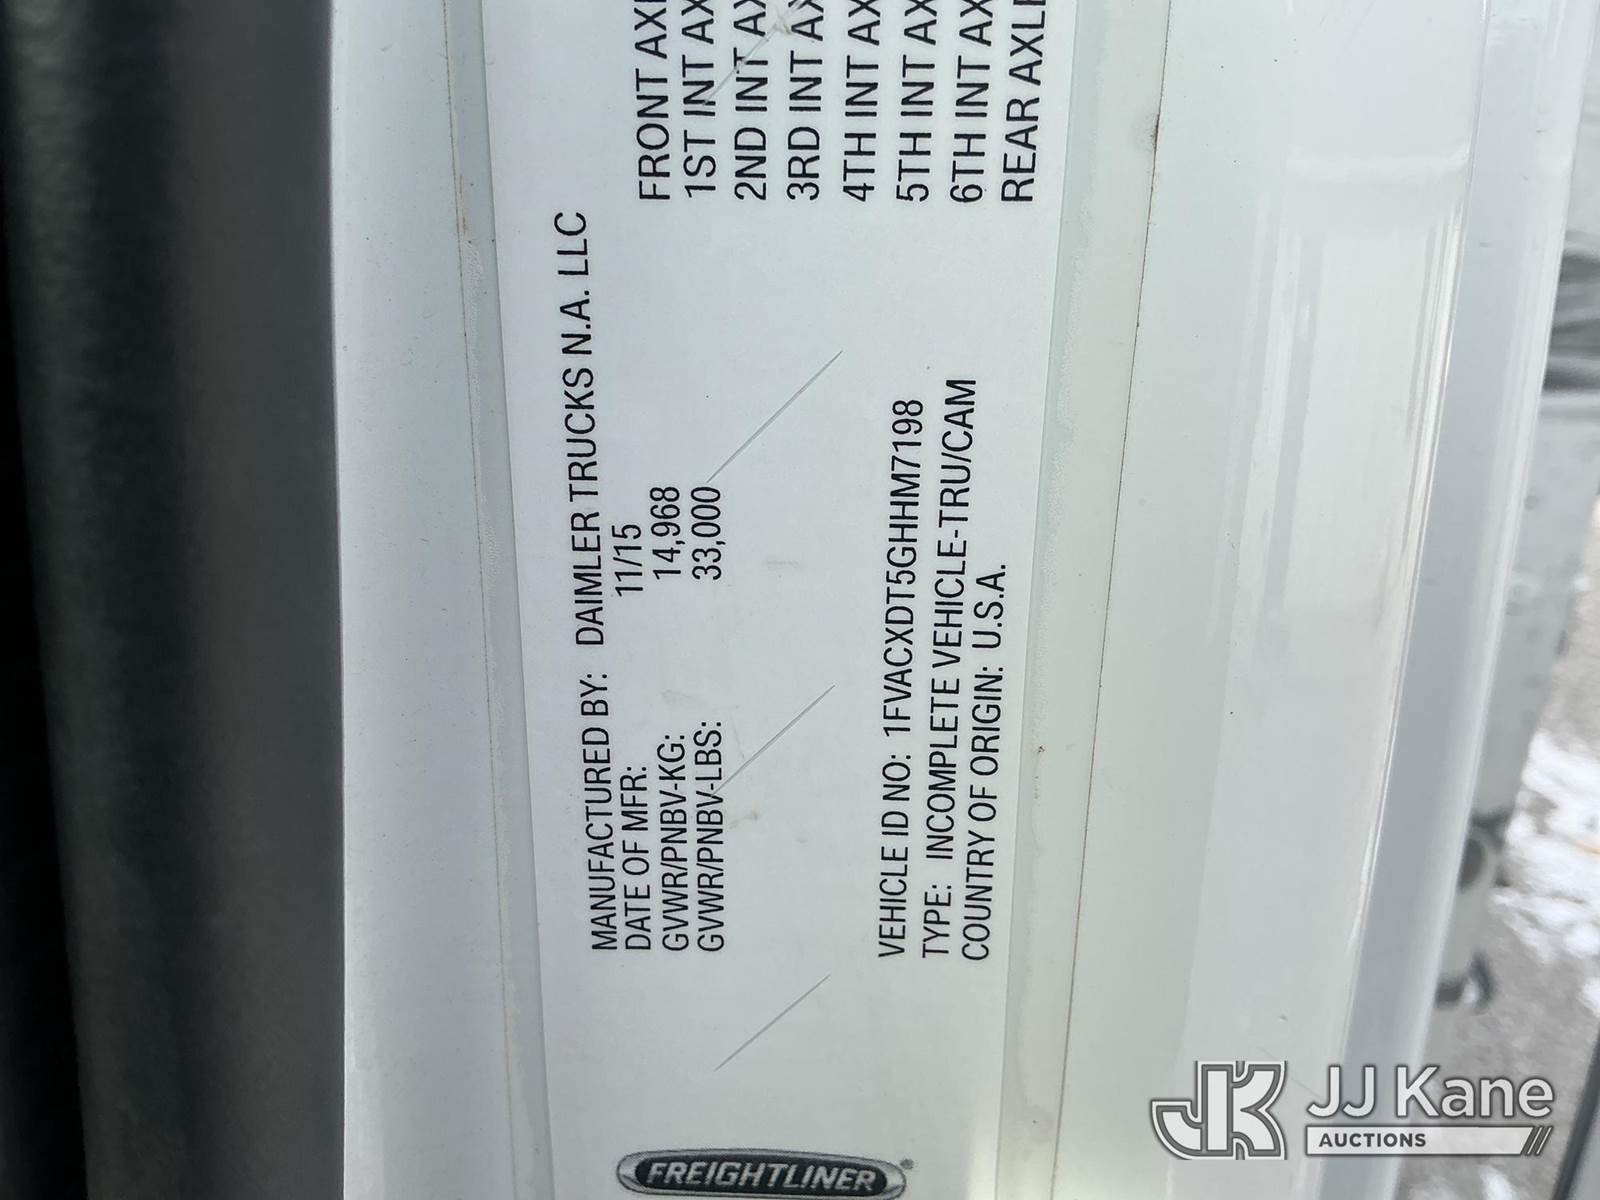 FREIGHTLINER®
MANUFACTURED BY: DAIMLER TRUCKS N.A. LLC
DATE OF MFR: 11/15
GVWR/PNBV-KG: 14,968
GVWR/PNBV-LBS: 33,000
VEHICLE ID NO: 1FVACXDT5GHHM7198
TYPE: INCOMPLETE VEHICLE-TRU/CAM
COUNTRY OF ORIGIN: U.S.A.
FRONT AXL
1ST INT AX
2ND INT AX
3RD INT AX
4TH INT AX
5TH INT AX
6TH INT AX
REAR AXLE
JK JJ Kane
AUCTIONS